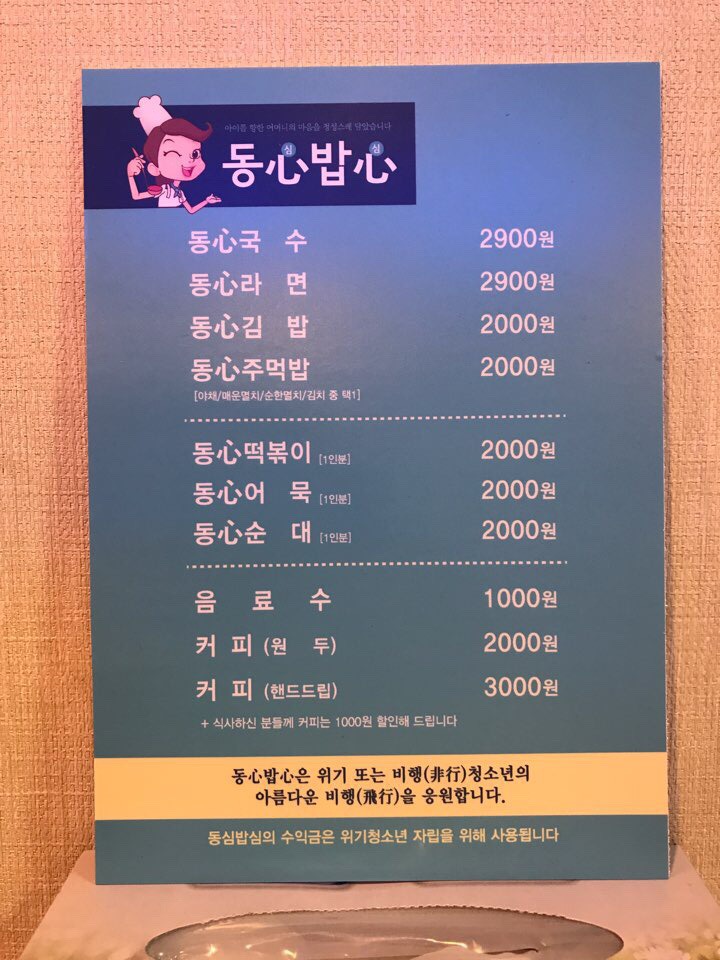 아이를 향한 어머니의 마음을 정성스레 담았습니다
동心밥心
심 심
동心국 수 2900원
동心라 면 2900원
동心김 밥 2000원
동心주먹밥 2000원
[야채/매운멸치/순한멸치/김치 중 택1]
동心떡볶이 [1인분] 2000원
동心어 묵 [1인분] 2000원
동心순 대 [1인분] 2000원
음 료 수 1000원
커 피 (원 두) 2000원
커 피 (핸드드립) 3000원
+ 식사하신 분들께 커피는 1000원 할인해 드립니다
동心밥心은 위기 또는 비행(非行)청소년의
아름다운 비행(飛行)을 응원합니다.
동심밥심의 수익금은 위기청소년 자립을 위해 사용됩니다